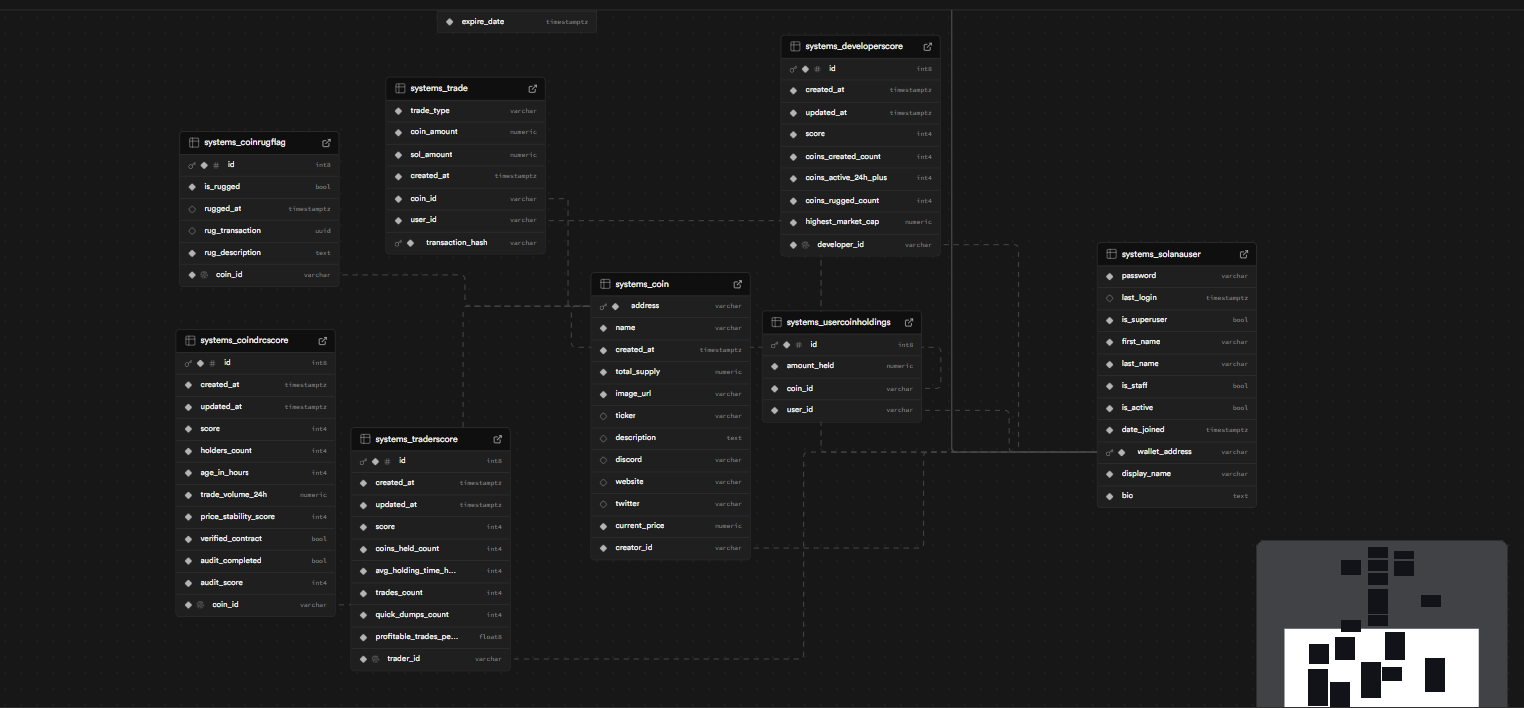 expire_date timestamptz
systems_developerscore
id int8
created_at timestamptz
updated_at timestamptz
score int4
coins_created_count int4
coins_active_24h_plus int4
coins_rugged_count int4
highest_market_cap numeric
developer_id varchar
systems_trade
trade_type varchar
coin_amount numeric
sol_amount numeric
created_at timestamptz
coin_id varchar
user_id varchar
transaction_hash varchar
systems_coinrugflag
id int8
is_rugged bool
rugged_at timestamptz
rug_transaction uuid
rug_description text
coin_id varchar
systems_solanauser
password varchar
last_login timestamptz
is_superuser bool
first_name varchar
last_name varchar
is_staff bool
is_active bool
date_joined timestamptz
wallet_address varchar
display_name varchar
bio text
systems_coin
address varchar
name varchar
created_at timestamptz
total_supply numeric
image_url varchar
ticker varchar
description text
discord varchar
website varchar
twitter varchar
current_price numeric
creator_id varchar
systems_usercoinholdings
id int8
amount_held numeric
coin_id varchar
user_id varchar
systems_coindrcscore
id int8
created_at timestamptz
updated_at timestamptz
score int4
holders_count int4
age_in_hours int4
trade_volume_24h numeric
price_stability_score int4
verified_contract bool
audit_completed bool
audit_score int4
coin_id varchar
systems_traderscore
id int8
created_at timestamptz
updated_at timestamptz
score int4
coins_held_count int4
avg_holding_time_h... int4
trades_count int4
quick_dumps_count int4
profitable_trades_pe... float8
trader_id varchar